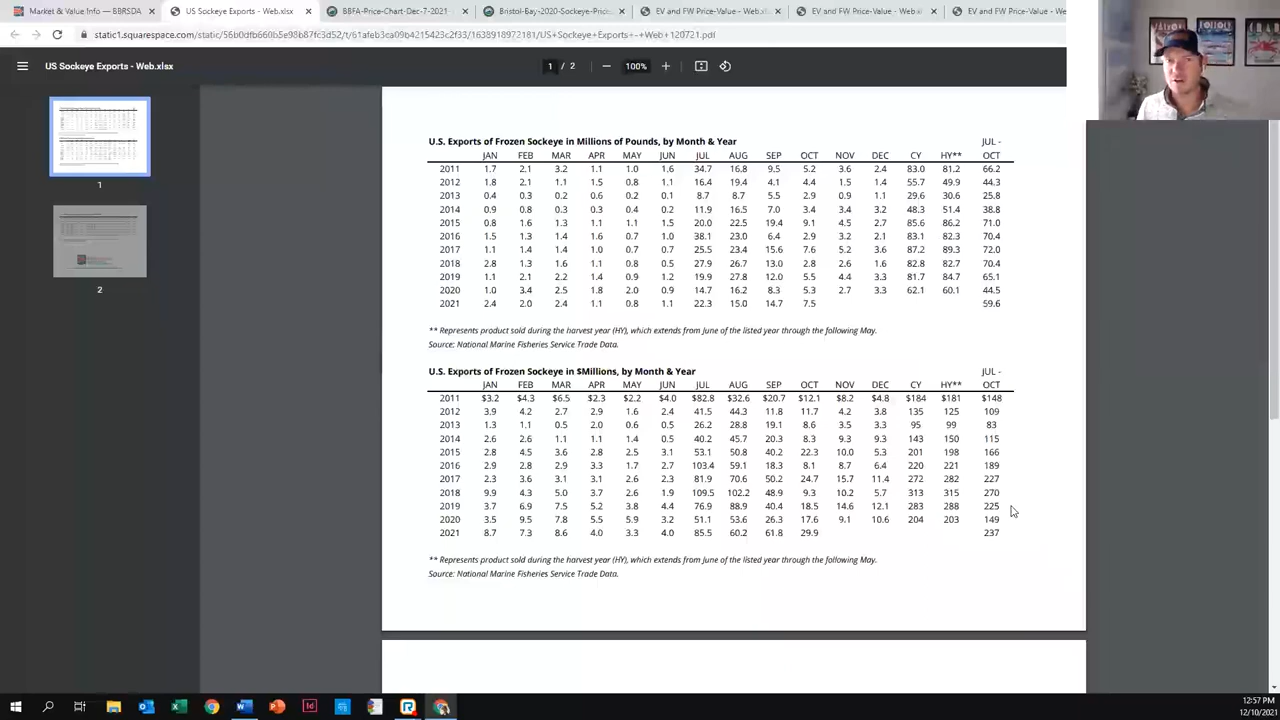 Market & Value Info — BBRSDA
US Sockeye Exports - Web.xlsx
BBFA-Price-Chart-Dec-7-2021-
Bristol-Bay-2020-Sockeye-Price
EV and FW Price-Value - Web.x
EV and FW Price-Value - Web.xl
EV and FW Price-Value - We
US Sockeye Exports - Web.xlsx
1 / 2
100%
1
2
U.S. Exports of Frozen Sockeye in Millions of Pounds, by Month & Year JUL -
JAN FEB MAR APR MAY JUN JUL AUG SEP OCT NOV DEC CY HY** OCT
2011 1.7 2.1 3.2 1.1 1.0 1.6 34.7 16.8 9.5 5.2 3.6 2.4 83.0 81.2 66.2
2012 1.8 2.1 1.1 1.5 0.8 1.1 16.4 19.4 4.1 4.4 1.5 1.4 55.7 49.9 44.3
2013 0.4 0.3 0.2 0.6 0.2 0.1 8.7 8.7 5.5 2.9 0.9 1.1 29.6 30.6 25.8
2014 0.9 0.8 0.3 0.3 0.4 0.2 11.9 16.5 7.0 3.4 3.4 3.2 48.3 51.4 38.8
2015 0.8 1.6 1.3 1.1 1.1 1.5 20.0 22.5 19.4 9.1 4.5 2.7 85.6 86.2 71.0
2016 1.5 1.3 1.4 1.6 0.7 1.0 38.1 23.0 6.4 2.9 3.2 2.1 83.1 82.3 70.4
2017 1.1 1.4 1.4 1.0 0.7 0.7 25.5 23.4 15.6 7.6 5.2 3.6 87.2 89.3 72.0
2018 2.8 1.3 1.6 1.1 0.8 0.5 27.9 26.7 13.0 2.8 2.6 1.6 82.8 82.7 70.4
2019 1.1 2.1 2.2 1.4 0.9 1.2 19.9 27.8 12.0 5.5 4.4 3.3 81.7 84.7 65.1
2020 1.0 3.4 2.5 1.8 2.0 0.9 14.7 16.2 8.3 5.3 2.7 3.3 62.1 60.1 44.5
2021 2.4 2.0 2.4 1.1 0.8 1.1 22.3 15.0 14.7 7.5 59.6
** Represents product sold during the harvest year (HY), which extends from June of the listed year through the following May.
Source: National Marine Fisheries Service Trade Data.
U.S. Exports of Frozen Sockeye in $Millions, by Month & Year JUL -
JAN FEB MAR APR MAY JUN JUL AUG SEP OCT NOV DEC CY HY** OCT
2011 $3.2 $4.3 $6.5 $2.3 $2.2 $4.0 $82.8 $32.6 $20.7 $12.1 $8.2 $4.8 $184 $181 $148
2012 3.9 4.2 2.7 2.9 1.6 2.4 41.5 44.3 11.8 11.7 4.2 3.8 135 125 109
2013 1.3 1.1 0.5 2.0 0.6 0.5 26.2 28.8 19.1 8.6 3.5 3.3 95 99 83
2014 2.6 2.6 1.1 1.1 1.4 0.5 40.2 45.7 20.3 8.3 9.3 9.3 143 150 115
2015 2.8 4.5 3.6 2.8 2.5 3.1 53.1 50.8 40.2 22.3 10.0 5.3 201 198 166
2016 2.9 2.8 2.9 3.3 1.7 2.7 103.4 59.1 18.3 8.1 8.7 6.4 220 221 189
2017 2.3 3.6 3.1 3.1 2.6 2.3 81.9 70.6 50.2 24.7 15.7 11.4 272 282 227
2018 9.9 4.3 5.0 3.7 2.6 1.9 109.5 102.2 48.9 9.3 10.2 5.7 313 315 270
2019 3.7 6.9 7.5 5.2 3.8 4.4 76.9 88.9 40.4 18.5 14.6 12.1 283 288 225
2020 3.5 9.5 7.8 5.5 5.9 3.2 51.1 53.6 26.3 17.6 9.1 10.6 204 203 149
2021 8.7 7.3 8.6 4.0 3.3 4.0 85.5 60.2 61.8 29.9 237
** Represents product sold during the harvest year (HY), which extends from June of the listed year through the following May.
Source: National Marine Fisheries Service Trade Data.
12:57 PM
12/10/2021